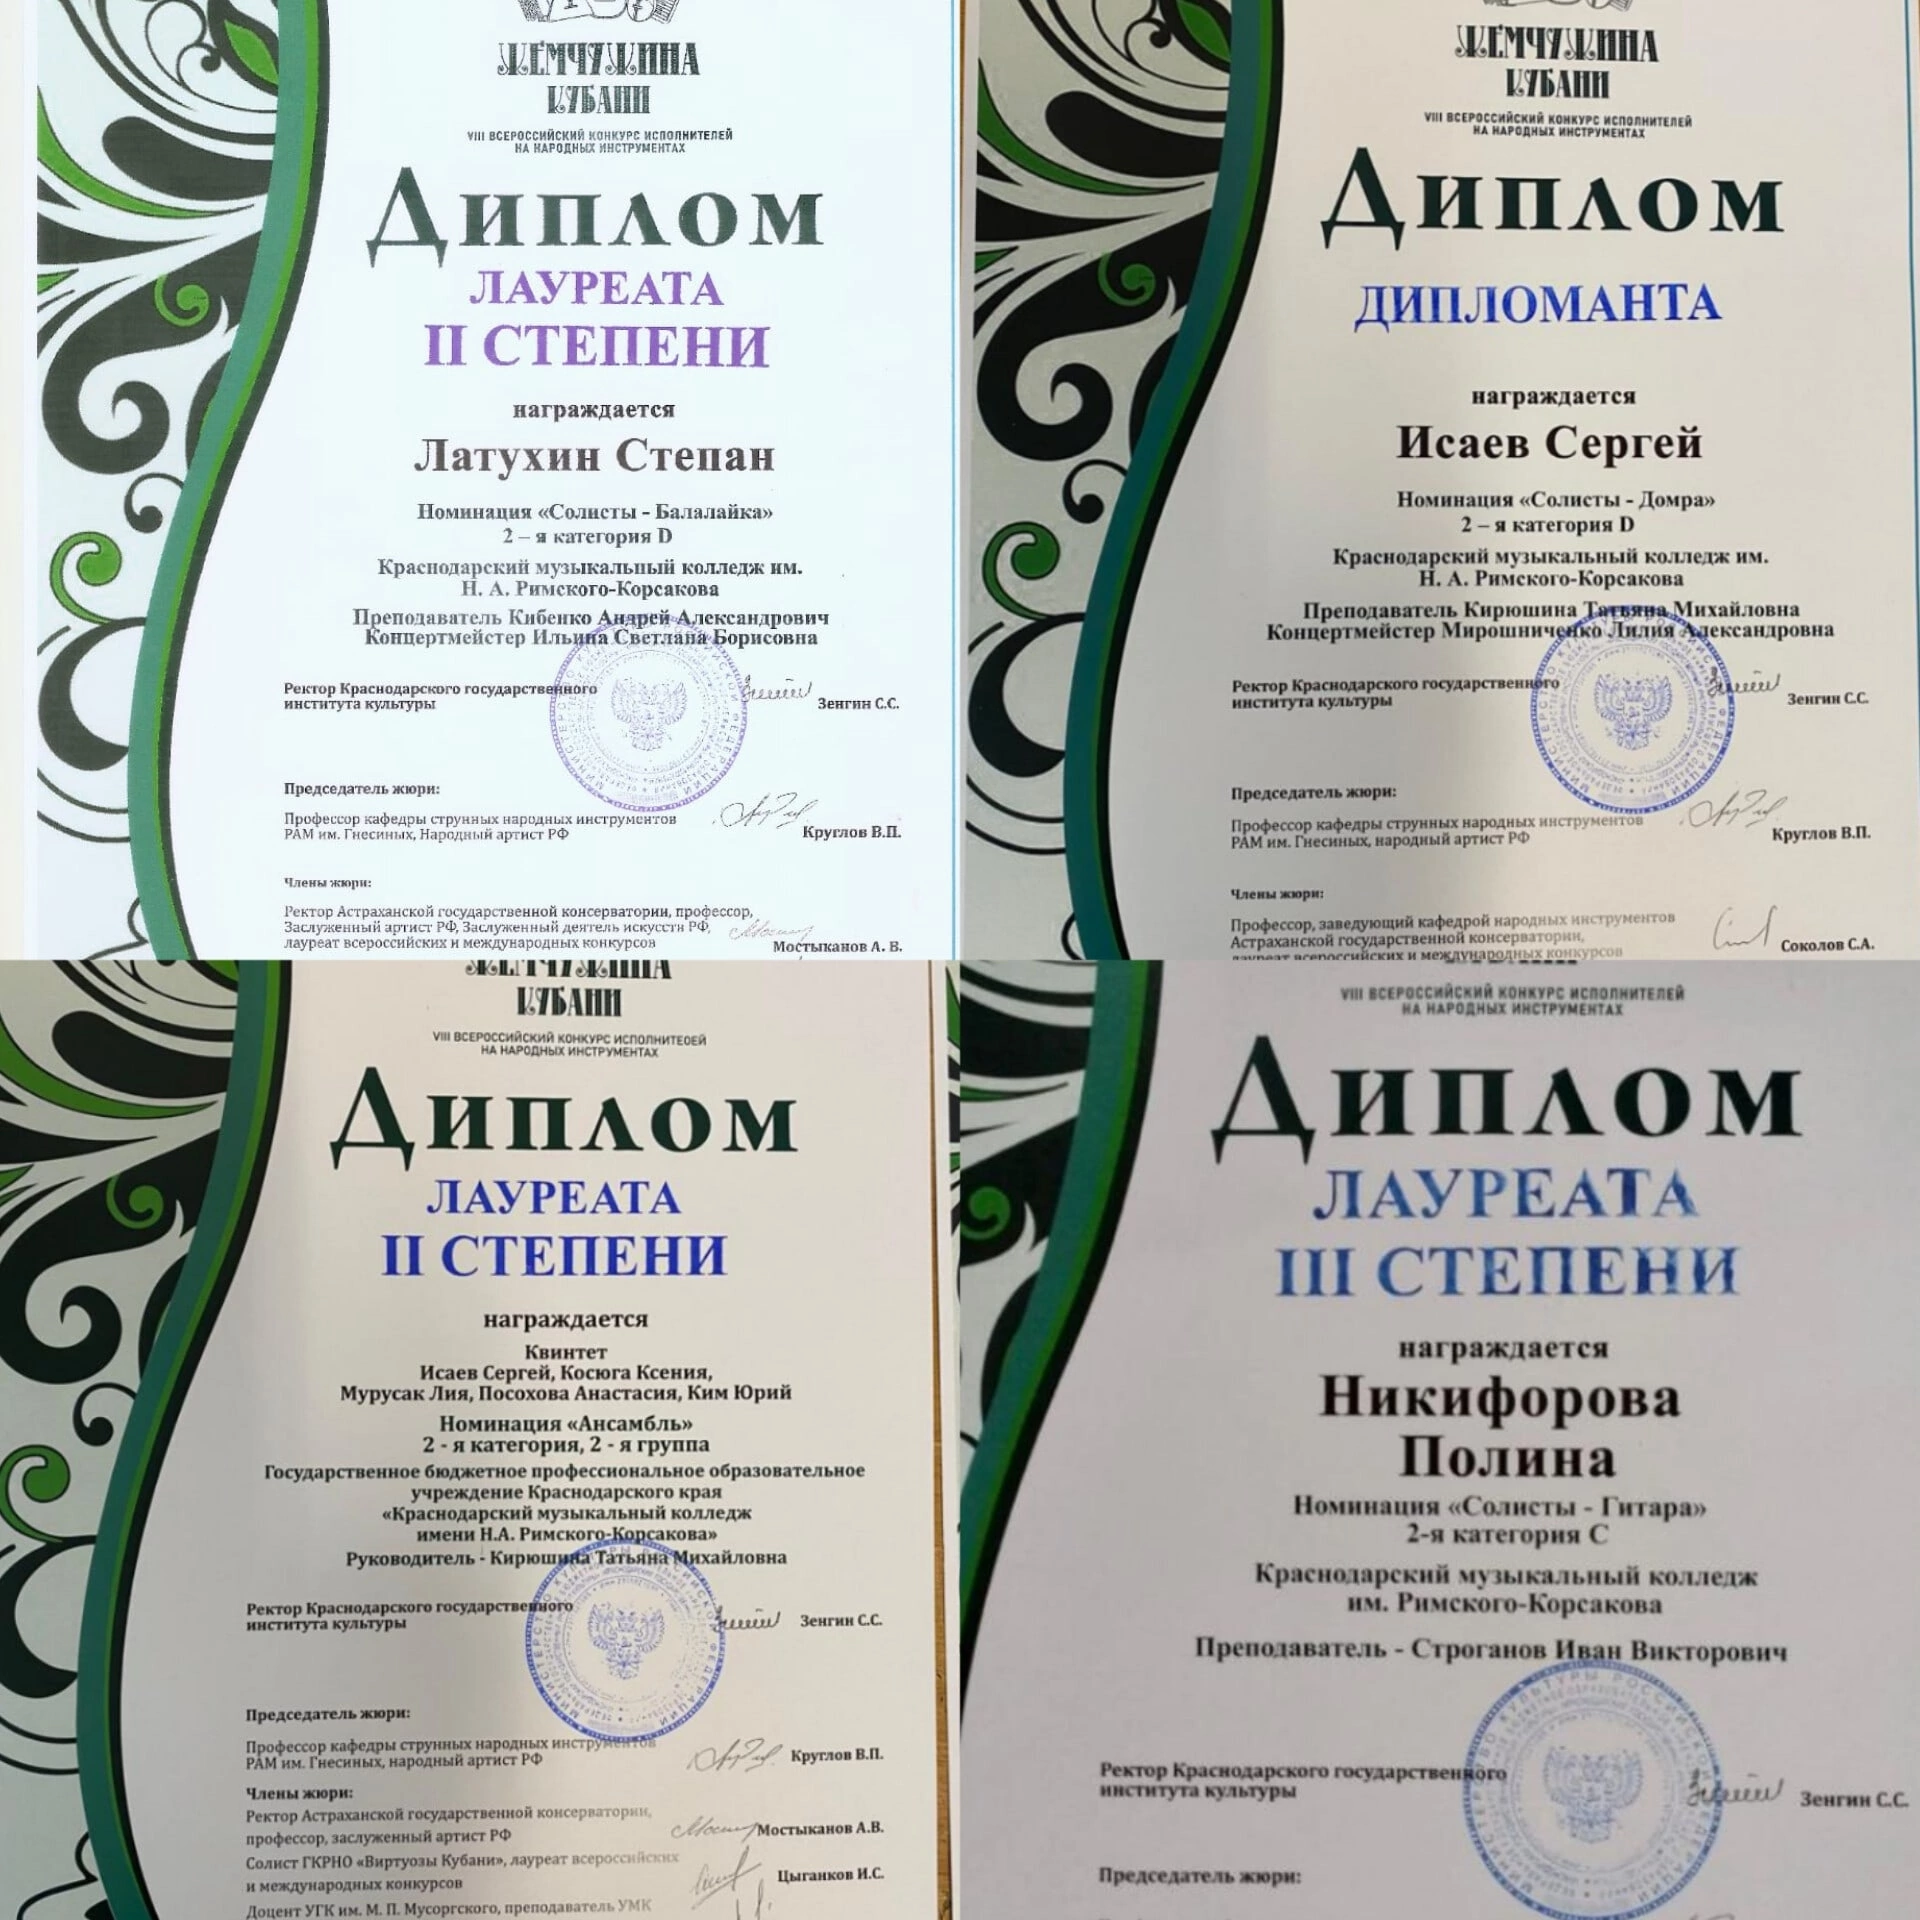 ЖЕМЧУЖИНА
КУБАНИ
VIII ВСЕРОССИЙСКИЙ КОНКУРС ИСПОЛНИТЕЛЕЙ
НА НАРОДНЫХ ИНСТРУМЕНТАХ
ДИПЛОМ
ЛАУРЕАТА
II СТЕПЕНИ
награждается
Латухин Степан
Номинация «Солисты - Балалайка»
2 – я категория D
Краснодарский музыкальный колледж им.
Н. А. Римского-Корсакова
Преподаватель Кибенко Андрей Александрович
Концертмейстер Ильина Светлана Борисовна
Ректор Краснодарского государственного
института культуры
Зенгин С.С.
Председатель жюри:
Профессор кафедры струнных народных инструментов
РАМ им. Гнесиных, Народный артист РФ
Круглов В.П.
Члены жюри:
Ректор Астраханской государственной консерватории, профессор,
Заслуженный артист РФ, Заслуженный деятель искусств РФ,
лауреат всероссийских и международных конкурсов
Мостыканов А. В.
ЖЕМЧУЖИНА
КУБАНИ
VIII ВСЕРОССИЙСКИЙ КОНКУРС ИСПОЛНИТЕЛЕЙ
НА НАРОДНЫХ ИНСТРУМЕНТАХ
ДИПЛОМ
ДИПЛОМАНТА
награждается
Исаев Сергей
Номинация «Солисты - Домра»
2 – я категория D
Краснодарский музыкальный колледж им.
Н. А. Римского-Корсакова
Преподаватель Кирюшина Татьяна Михайловна
Концертмейстер Мирошниченко Лилия Александровна
Ректор Краснодарского государственного
института культуры
Зенгин С.С.
Председатель жюри:
Профессор кафедры струнных народных инструментов
РАМ им. Гнесиных, народный артист РФ
Круглов В.П.
Члены жюри:
Профессор, заведующий кафедрой народных инструментов
Астраханской государственной консерватории,
лауреат всероссийских и международных конкурсов
Соколов С.А.
ЖЕМЧУЖИНА
КУБАНИ
VIII ВСЕРОССИЙСКИЙ КОНКУРС ИСПОЛНИТЕОЕЙ
НА НАРОДНЫХ ИНСТРУМЕНТАХ
ДИПЛОМ
ЛАУРЕАТА
II СТЕПЕНИ
награждается
Квинтет
Исаев Сергей, Косюга Ксения,
Мурусак Лия, Посохова Анастасия, Ким Юрий
Номинация «Ансамбль»
2 - я категория, 2 - я группа
Государственное бюджетное профессиональное образовательное
учреждение Краснодарского края
«Краснодарский музыкальный колледж
имени Н.А. Римского-Корсакова»
Руководитель - Кирюшина Татьяна Михайловна
Ректор Краснодарского государственного
института культуры
Зенгин С.С.
Председатель жюри:
Профессор кафедры струнных народных инструментов
РАМ им. Гнесиных, народный артист РФ
Круглов В.П.
Члены жюри:
Ректор Астраханской государственной консерватории,
профессор, заслуженный артист РФ
Мостыканов А.В.
Солист ГКРНО «Виртуозы Кубани», лауреат всероссийских
и международных конкурсов
Цыганков И.С.
Доцент УГК им. М. П. Мусоргского, преподаватель УМК
VIII ВСЕРОССИЙСКИЙ КОНКУРС ИСПОЛНИТЕЛЕЙ
НА НАРОДНЫХ ИНСТРУМЕНТАХ
ДИПЛОМ
ЛАУРЕАТА
III СТЕПЕНИ
награждается
Никифорова
Полина
Номинация «Солисты - Гитара»
2-я категория С
Краснодарский музыкальный колледж
им. Римского-Корсакова
Преподаватель - Строганов Иван Викторович
Ректор Краснодарского государственного
института культуры
Зенгин С.С.
Председатель жюри: